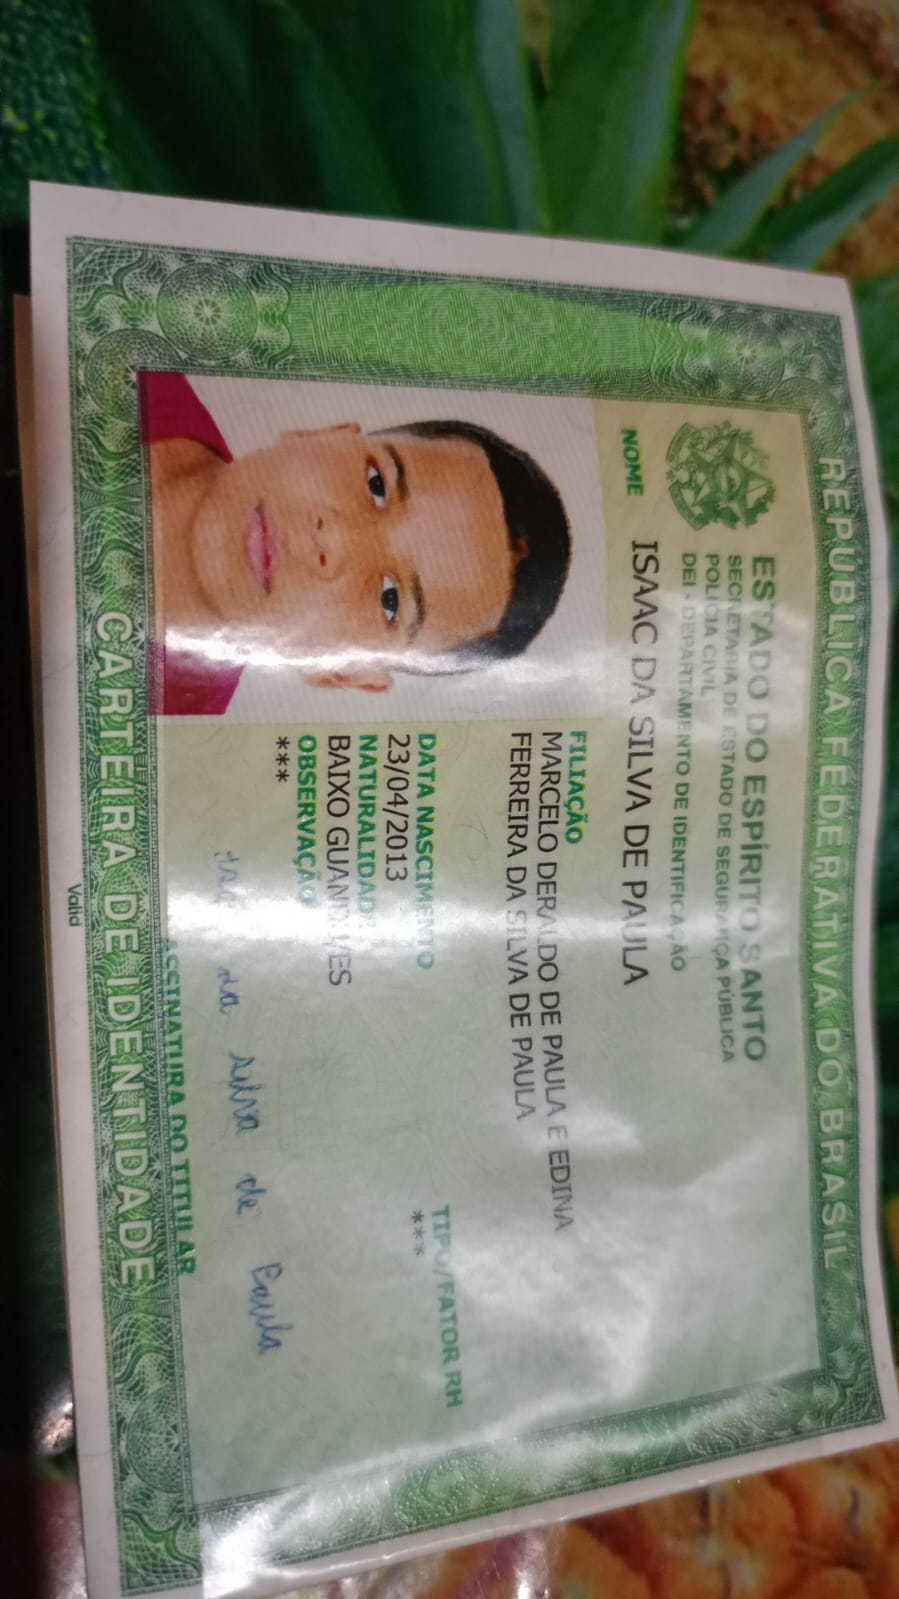 REPÚBLICA FEDERATIVA DO BRASIL
ESTADO DO ESPÍRITO SANTO
SECRETARIA DE ESTADO DE SEGURANÇA PÚBLICA
POLÍCIA CIVIL
DEI - DEPARTAMENTO DE IDENTIFICAÇÃO
NOME ISAAC DA SILVA DE PAULA
FILIAÇÃO
MARCELO DERALDO DE PAULA E EDINA
FERREIRA DA SILVA DE PAULA
DATA NASCIMENTO
23/04/2013
TIPO/FATOR RH
***
NATURALIDADE
BAIXO GUANDU/ES
OBSERVAÇÃO
***
da silva de Paula
ASSINATURA DO TITULAR
CARTEIRA DE IDENTIDADE
Valid